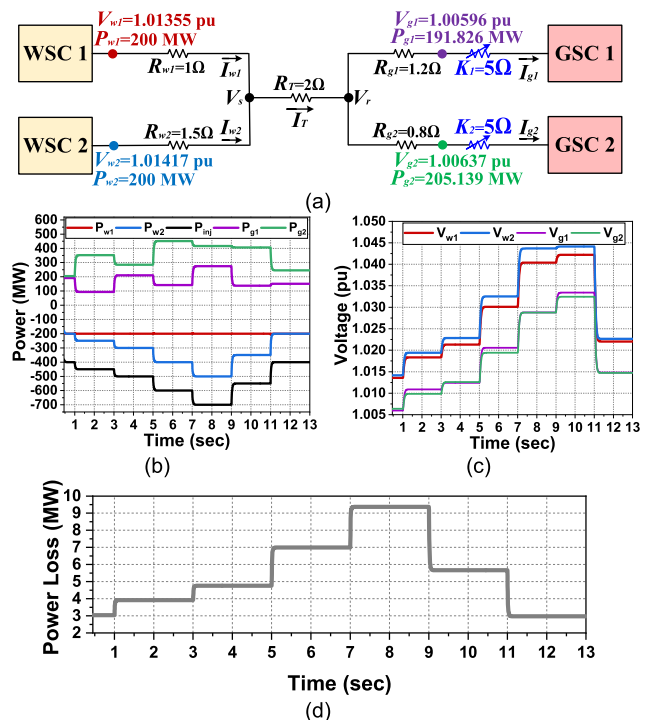 V_w1=1.01355 pu
P_w1=200 MW
WSC 1
R_w1=1Ω
I_w1
V_s
R_T=2Ω
I_T
V_r
V_g1=1.00596 pu
P_g1=191.826 MW
R_g1=1.2Ω
K_1=5Ω
I_g1
GSC 1
WSC 2
R_w2=1.5Ω
I_w2
V_w2=1.01417 pu
P_w2=200 MW
R_g2=0.8Ω
K_2=5Ω
I_g2
GSC 2
V_g2=1.00637 pu
P_g2=205.139 MW
(a)
P_w1 P_w2 P_inj P_g1 P_g2
Power (MW)
600
500
400
300
200
100
0
-100
-200
-300
-400
-500
-600
-700
1 2 3 4 5 6 7 8 9 10 11 12 13
Time (sec)
(b)
V_w1 V_w2 V_g1 V_g2
Voltage (pu)
1.050
1.045
1.040
1.035
1.030
1.025
1.020
1.015
1.010
1.005
1 2 3 4 5 6 7 8 9 10 11 12 13
Time (sec)
(c)
Power Loss (MW)
10
9
8
7
6
5
4
3
2
1 2 3 4 5 6 7 8 9 10 11 12 13
Time (sec)
(d)